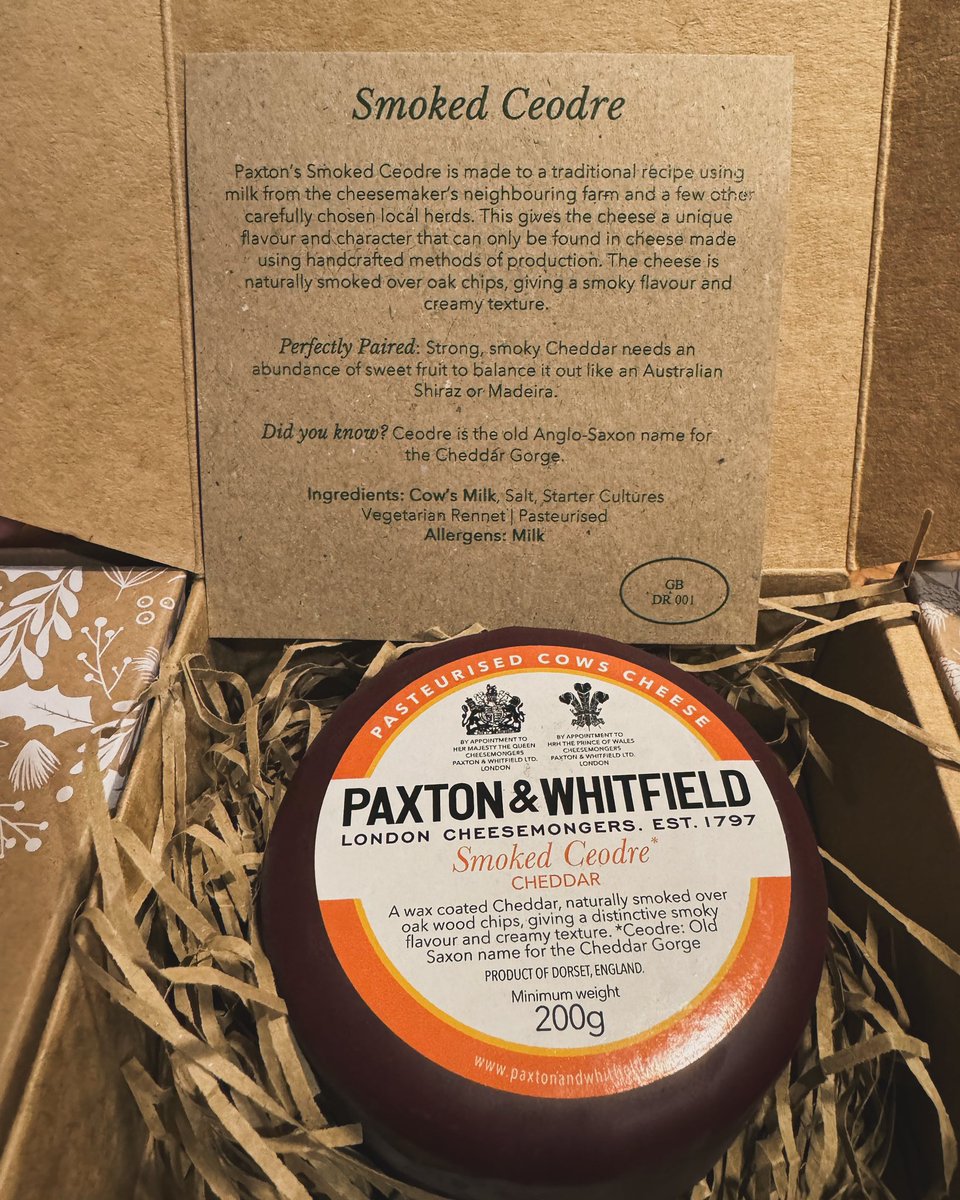 Smoked Ceodre
Paxton's Smoked Ceodre is made to a traditional recipe using
milk from the cheesemaker's neighbouring farm and a few other
carefully chosen local herds. This gives the cheese a unique
flavour and character that can only be found in cheese made
using handcrafted methods of production. The cheese is
naturally smoked over oak chips, giving a smoky flavour and
creamy texture.
Perfectly Paired: Strong, smoky Cheddar needs an
abundance of sweet fruit to balance it out like an Australian
Shiraz or Madeira.
Did you know? Ceodre is the old Anglo-Saxon name for
the Cheddar Gorge.
Ingredients: Cow's Milk, Salt, Starter Cultures
Vegetarian Rennet | Pasteurised
Allergens: Milk
GB
DR 001
PASTEURISED COWS CHEESE
BY APPOINTMENT TO
HER MAJESTY THE QUEEN
CHEESEMONGERS
PAXTON & WHITFIELD LTD.
LONDON
BY APPOINTMENT TO
HRH THE PRINCE OF WALES
CHEESEMONGERS
PAXTON & WHITFIELD LTD.
LONDON
PAXTON & WHITFIELD
LONDON CHEESEMONGERS. EST. 1797
Smoked Ceodre*
CHEDDAR
A wax coated Cheddar, naturally smoked over
oak wood chips, giving a distinctive smoky
flavour and creamy texture. *Ceodre: Old
Saxon name for the Cheddar Gorge
PRODUCT OF DORSET, ENGLAND.
Minimum weight
200g